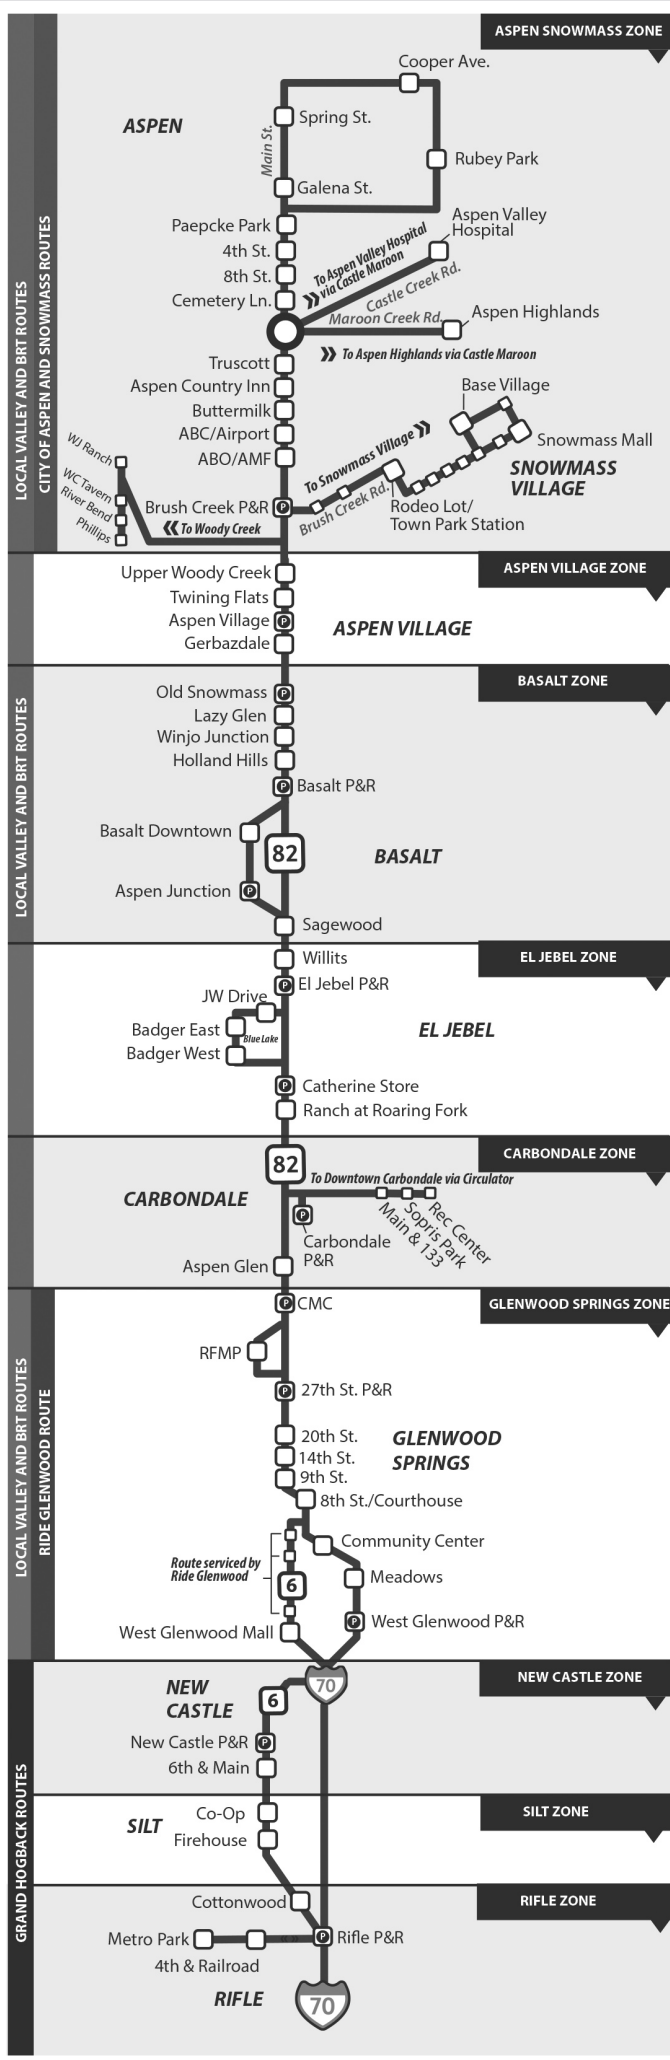 ASPEN SNOWMASS ZONE
Cooper Ave.
Spring St.
ASPEN
Main St.
Rubey Park
Galena St.
Aspen Valley
Hospital
Paepcke Park
4th St.
8th St.
Cemetery Ln.
To Aspen Valley Hospital
via Castle Maroon
Castle Creek Rd.
Maroon Creek Rd.
Aspen Highlands
To Aspen Highlands via Castle Maroon
Truscott
Aspen Country Inn
Buttermilk
ABC/Airport
ABO/AMF
Base Village
Snowmass Mall
SNOWMASS
VILLAGE
To Snowmass Village
Brush Creek Rd.
Rodeo Lot/
Town Park Station
WJ Ranch
WC Tavern
River Bend
Phillips
Brush Creek P&R
P
To Woody Creek
LOCAL VALLEY AND BRT ROUTES
CITY OF ASPEN AND SNOWMASS ROUTES
ASPEN VILLAGE ZONE
Upper Woody Creek
Twining Flats
Aspen Village
P
Gerbazdale
ASPEN VILLAGE
BASALT ZONE
Old Snowmass
P
Lazy Glen
Winjo Junction
Holland Hills
P
Basalt P&R
Basalt Downtown
82
BASALT
Aspen Junction
P
Sagewood
LOCAL VALLEY AND BRT ROUTES
EL JEBEL ZONE
Willits
P
El Jebel P&R
JW Drive
Badger East
Blue Lake
Badger West
EL JEBEL
P
Catherine Store
Ranch at Roaring Fork
CARBONDALE ZONE
82
To Downtown Carbondale via Circulator
CARBONDALE
P
Carbondale
P&R
Main & 133
Sopris Park
Rec Center
Aspen Glen
GLENWOOD SPRINGS ZONE
P
CMC
RFMP
P
27th St. P&R
20th St.
14th St.
9th St.
GLENWOOD
SPRINGS
8th St./Courthouse
Community Center
Route serviced by
Ride Glenwood
6
Meadows
P
West Glenwood P&R
West Glenwood Mall
LOCAL VALLEY AND BRT ROUTES
RIDE GLENWOOD ROUTE
NEW CASTLE ZONE
70
6
NEW
CASTLE
New Castle P&R
P
6th & Main
SILT ZONE
Co-Op
SILT
Firehouse
RIFLE ZONE
Cottonwood
Metro Park
P
Rifle P&R
4th & Railroad
RIFLE
70
GRAND HOGBACK ROUTES